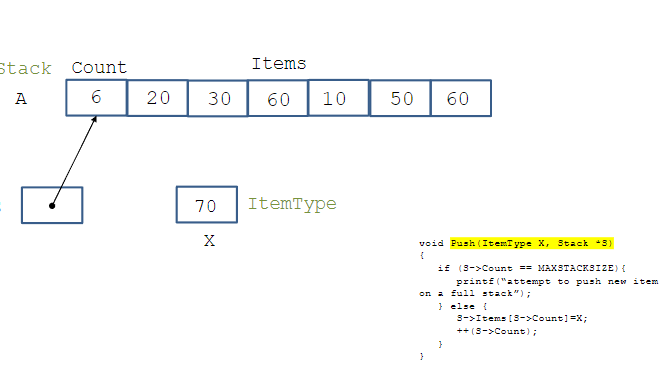 Stack Count Items
A 6 20 30 60 10 50 60
70 ItemType
X
void Push(ItemType X, Stack *S)
{
if (S->Count == MAXSTACKSIZE){
printf("attempt to push new item
on a full stack");
} else {
S->Items[S->Count]=X;
++(S->Count);
}
}